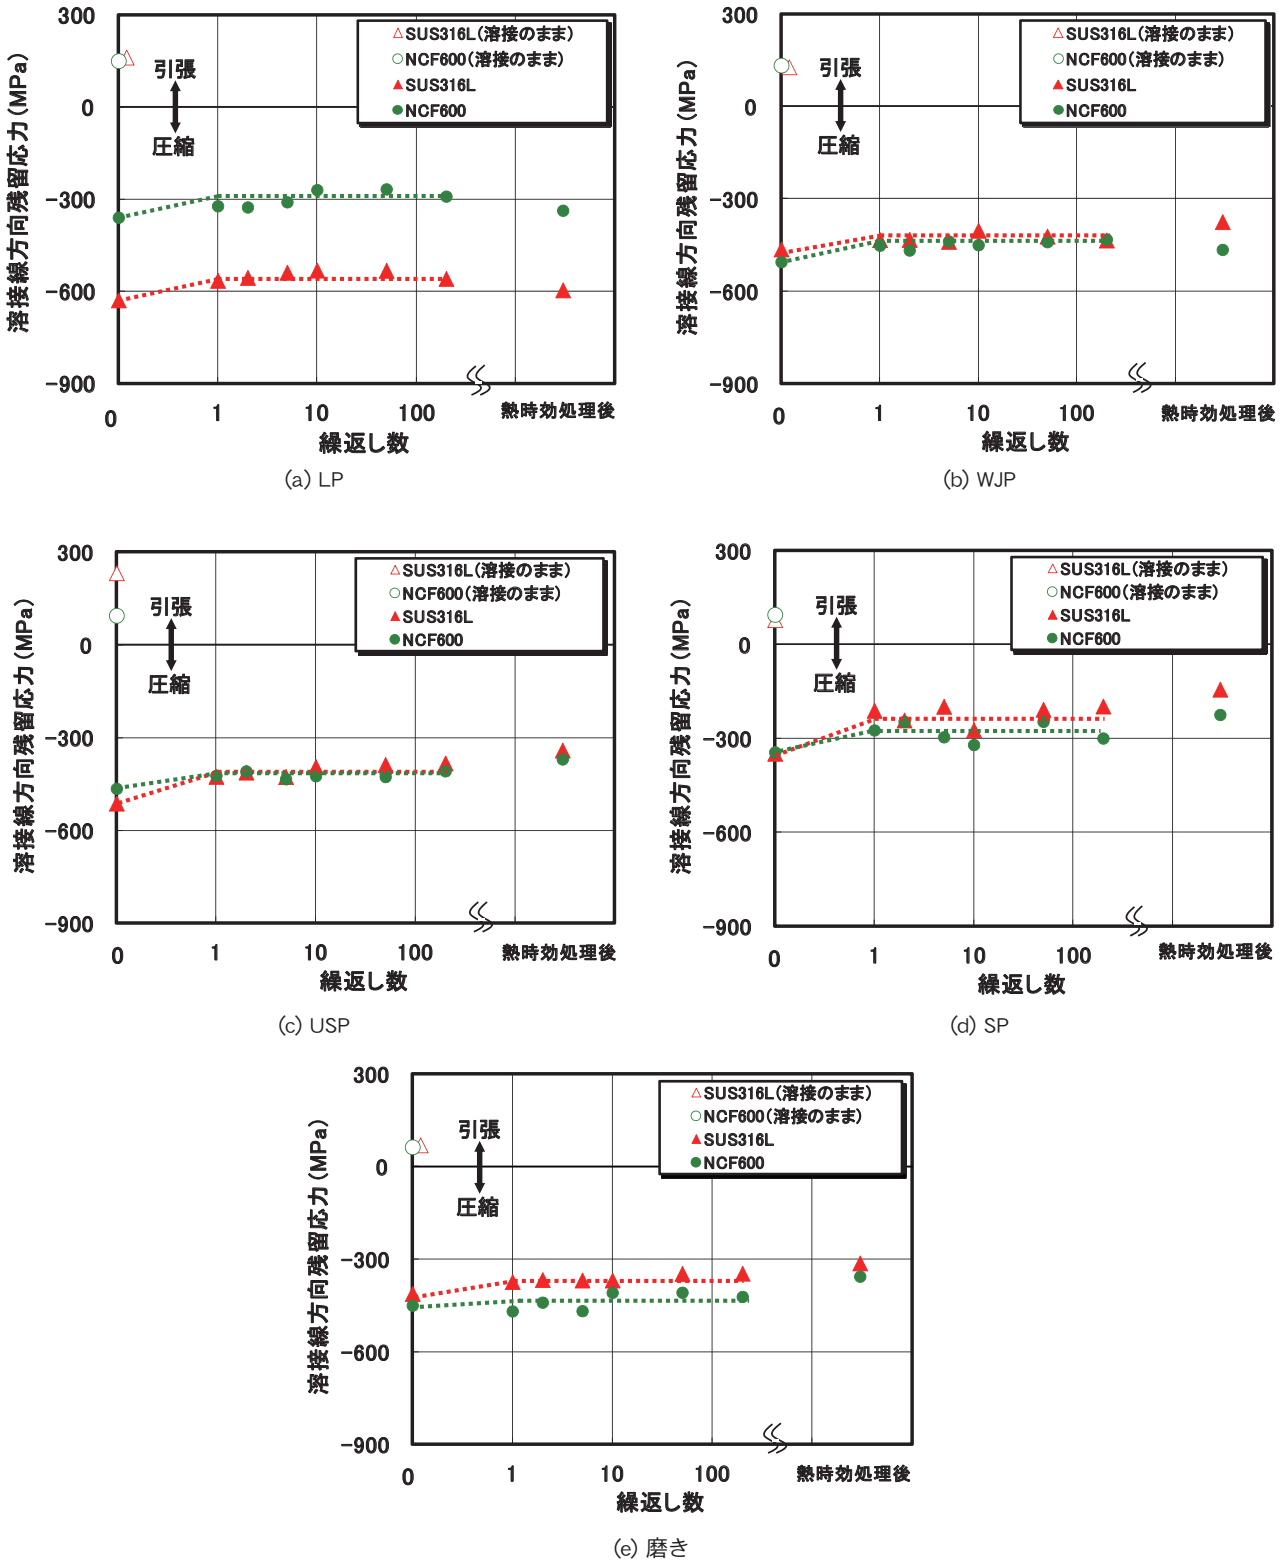 溶接線方向残留応力(MPa)
300
0
−300
−600
−900
△SUS316L(溶接のまま)
○NCF600(溶接のまま)
▲SUS316L
●NCF600
引張
圧縮
0
1
10
100
熱時効処理後
繰返し数
(a) LP
溶接線方向残留応力(MPa)
300
0
−300
−600
−900
△SUS316L(溶接のまま)
○NCF600(溶接のまま)
▲SUS316L
●NCF600
引張
圧縮
0
1
10
100
熱時効処理後
繰返し数
(b) WJP
溶接線方向残留応力(MPa)
300
0
−300
−600
−900
△SUS316L(溶接のまま)
○NCF600(溶接のまま)
▲SUS316L
●NCF600
引張
圧縮
0
1
10
100
熱時効処理後
繰返し数
(c) USP
溶接線方向残留応力(MPa)
300
0
−300
−600
−900
△SUS316L(溶接のまま)
○NCF600(溶接のまま)
▲SUS316L
●NCF600
引張
圧縮
0
1
10
100
熱時効処理後
繰返し数
(d) SP
溶接線方向残留応力(MPa)
300
0
−300
−600
−900
△SUS316L(溶接のまま)
○NCF600(溶接のまま)
▲SUS316L
●NCF600
引張
圧縮
0
1
10
100
熱時効処理後
繰返し数
(e) 磨き